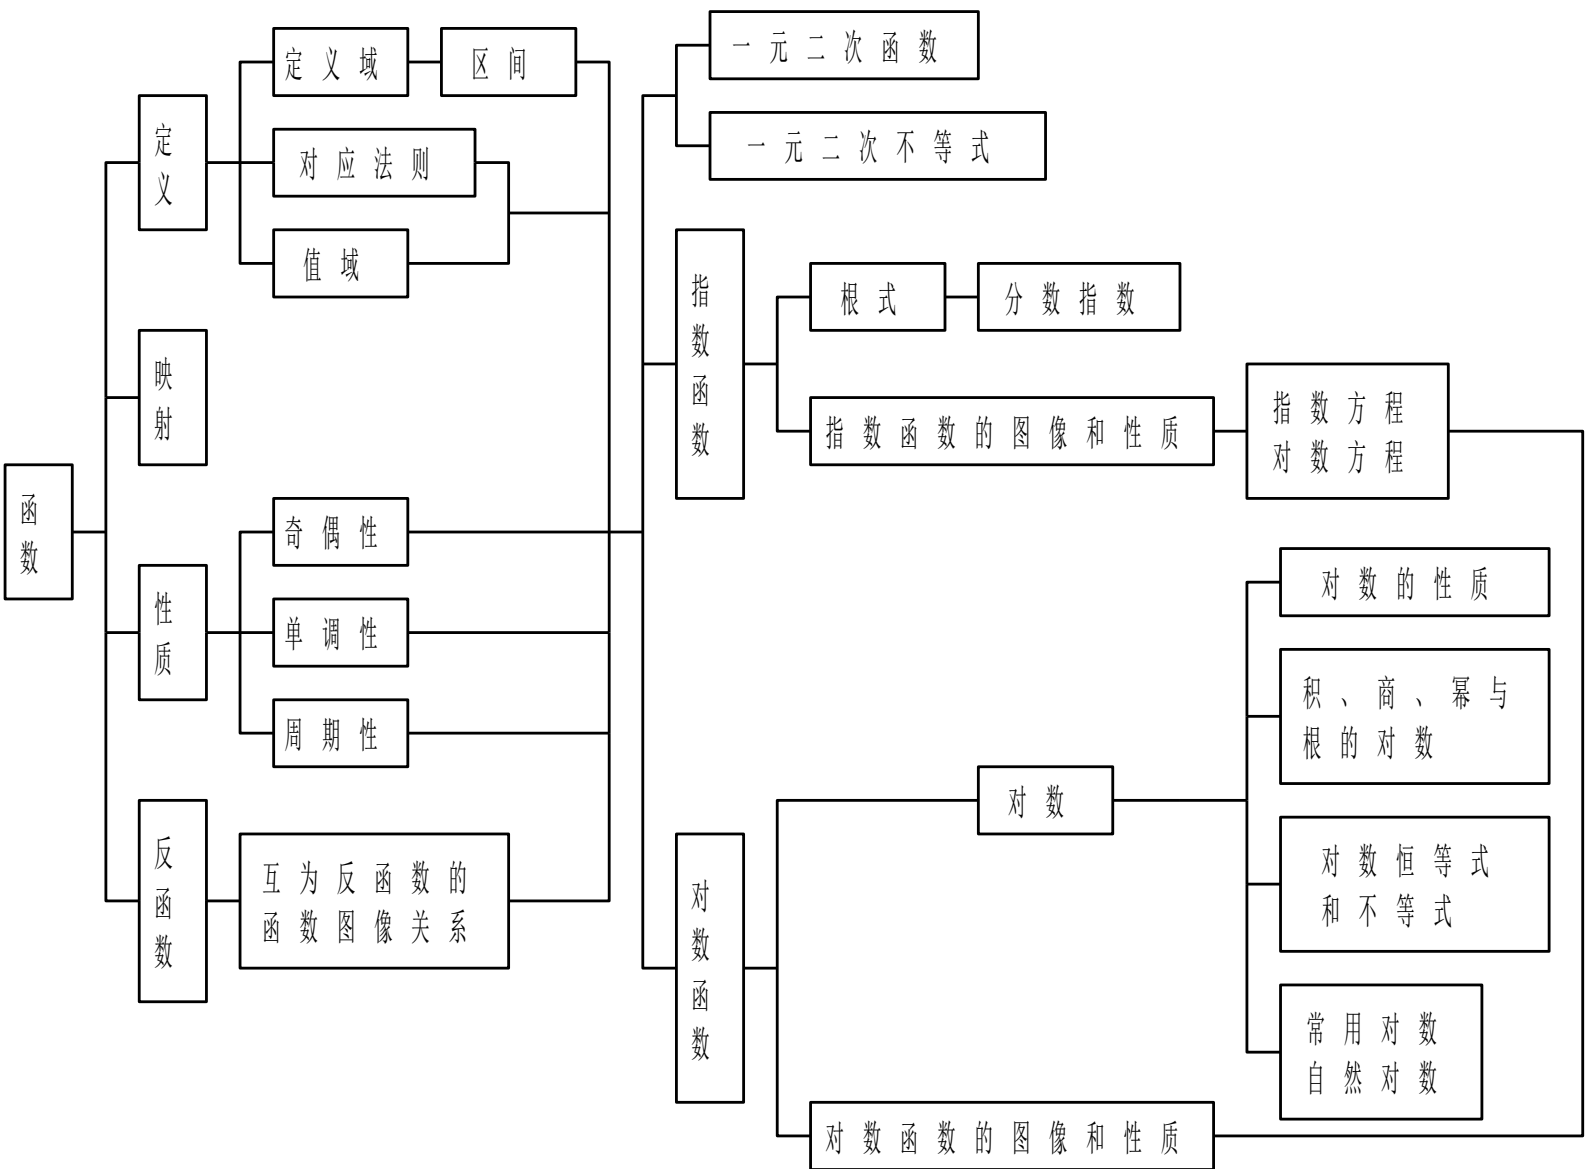 函数
定义
定义域
区间
对应法则
值域
映射
性质
奇偶性
单调性
周期性
反函数
互为反函数的
函数图像关系
一元二次函数
一元二次不等式
指数函数
根式
分数指数
指数函数的图像和性质
指数方程
对数方程
对数函数
对数
对数的性质
积、商、幂与
根的对数
对数恒等式
和不等式
常用对数
自然对数
对数函数的图像和性质